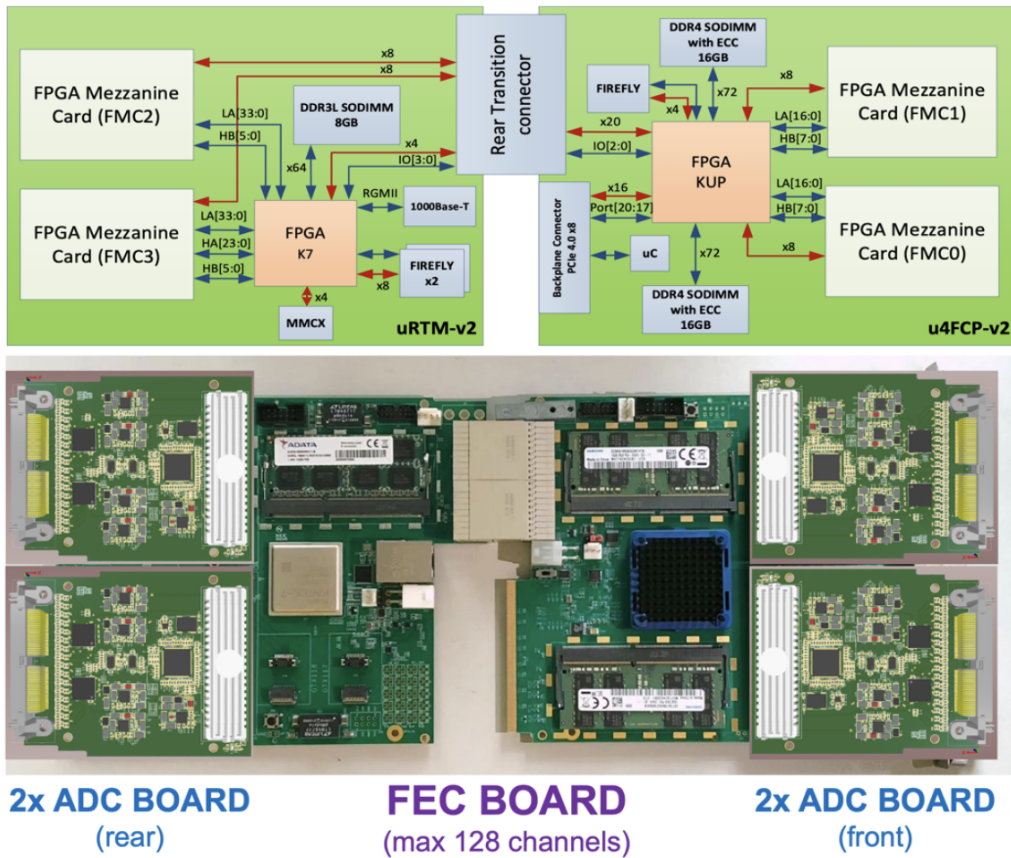 x8
x8
FPGA Mezzanine
Card (FMC2)
LA[33:0]
HB[5:0]
DDR3L SODIMM
8GB
x64
x4
IO[3:0]
Rear Transition
connector
FPGA Mezzanine
Card (FMC3)
LA[33:0]
HA[23:0]
HB[5:0]
FPGA
K7
RGMII
1000Base-T
FIREFLY
x2
x8
x4
MMCX
uRTM-v2
DDR4 SODIMM
with ECC
16GB
FIREFLY
x4
x72
x8
FPGA Mezzanine
Card (FMC1)
LA[16:0]
HB[7:0]
x20
IO[2:0]
FPGA
KUP
x16
Port[20:17]
Backplane Connector
PCIe 4.0 x8
uC
LA[16:0]
HB[7:0]
x8
FPGA Mezzanine
Card (FMC0)
x72
DDR4 SODIMM
with ECC
16GB
u4FCP-v2
ADATA
2x ADC BOARD
(rear)
FEC BOARD
(max 128 channels)
2x ADC BOARD
(front)